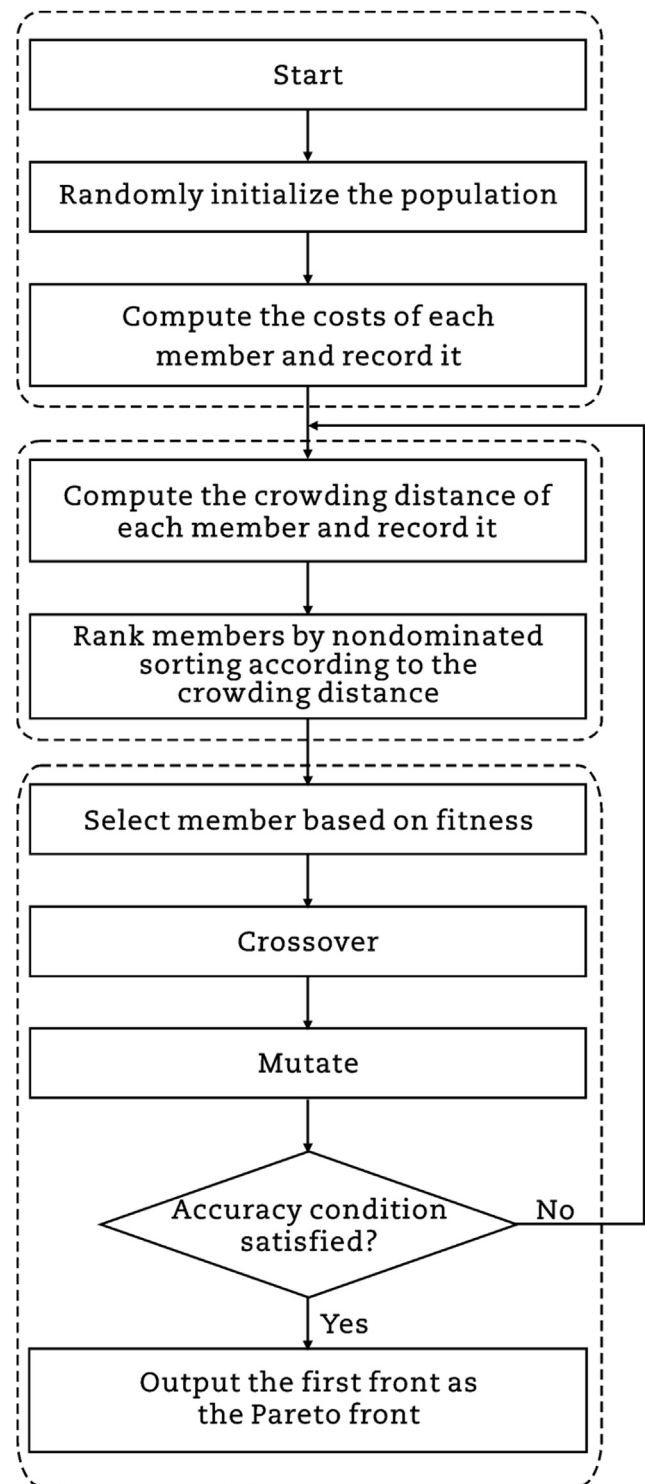 Start
Randomly initialize the population
Compute the costs of each
member and record it
Compute the crowding distance of
each member and record it
Rank members by nondominated
sorting according to the
crowding distance
Select member based on fitness
Crossover
Mutate
Accuracy condition
satisfied?
No
Yes
Output the first front as
the Pareto front